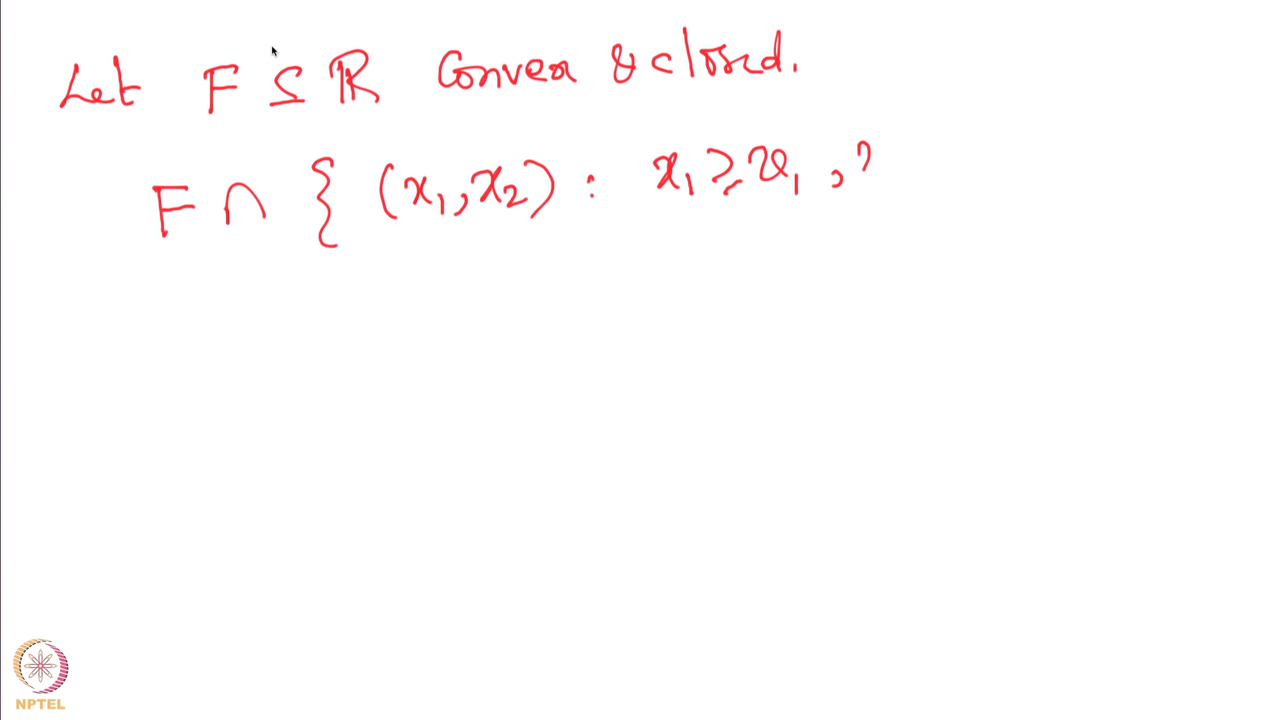 Let F ⊆ ℝ Convex & closed.
F ∩ { (x₁, x₂) : x₁ ≥ v₁ ,
NPTEL